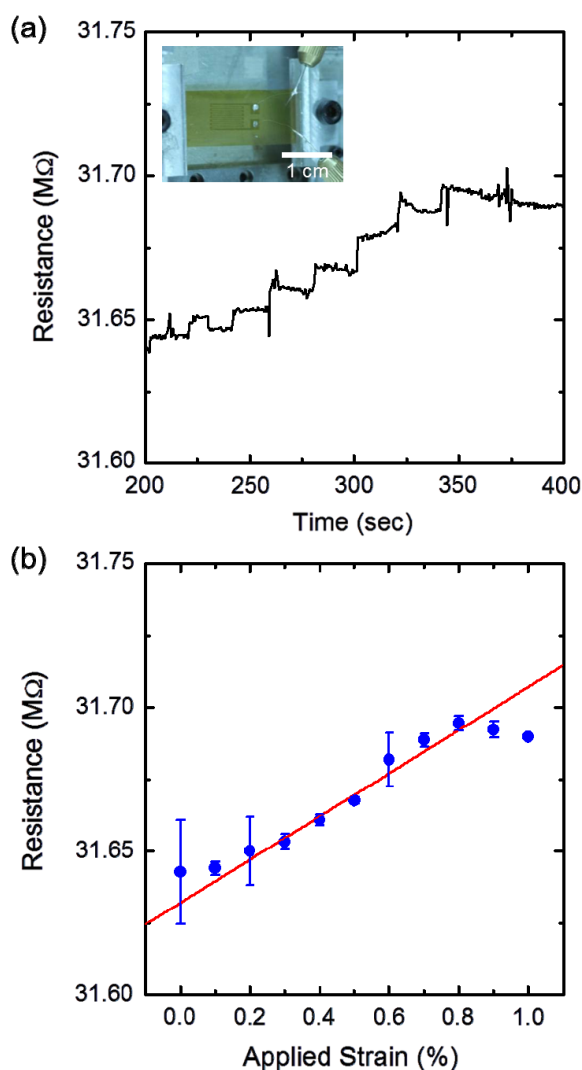 (a)
31.75
31.70
31.65
31.60
Resistance (MΩ)
1 cm
200 250 300 350 400
Time (sec)
(b)
31.75
31.70
31.65
31.60
Resistance (MΩ)
0.0 0.2 0.4 0.6 0.8 1.0
Applied Strain (%)